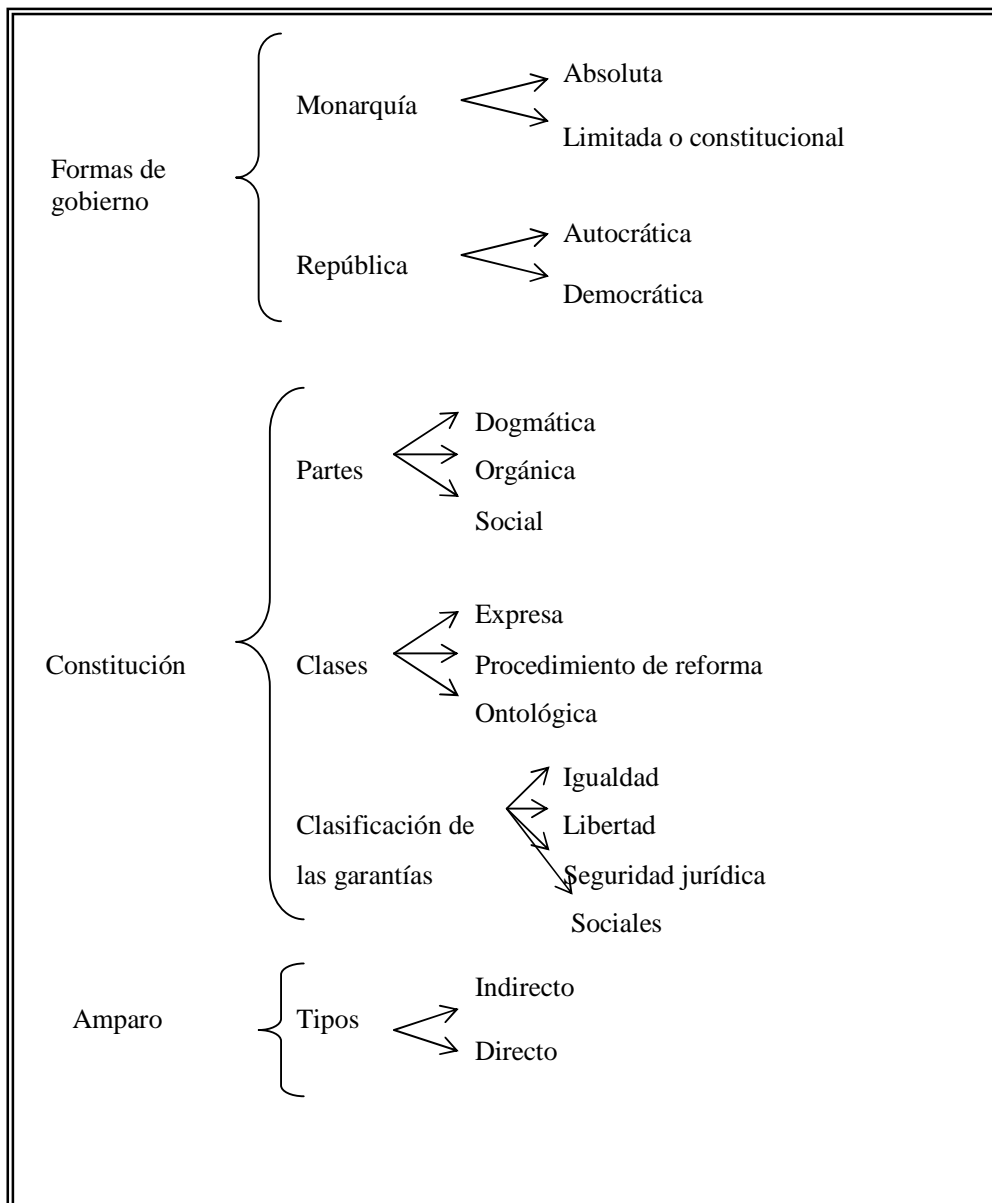 Formas de
gobierno
Monarquía
Absoluta
Limitada o constitucional
República
Autocrática
Democrática
Constitución
Partes
Dogmática
Orgánica
Social
Clases
Expresa
Procedimiento de reforma
Ontológica
Clasificación de
las garantías
Igualdad
Libertad
Seguridad jurídica
Sociales
Amparo
Tipos
Indirecto
Directo